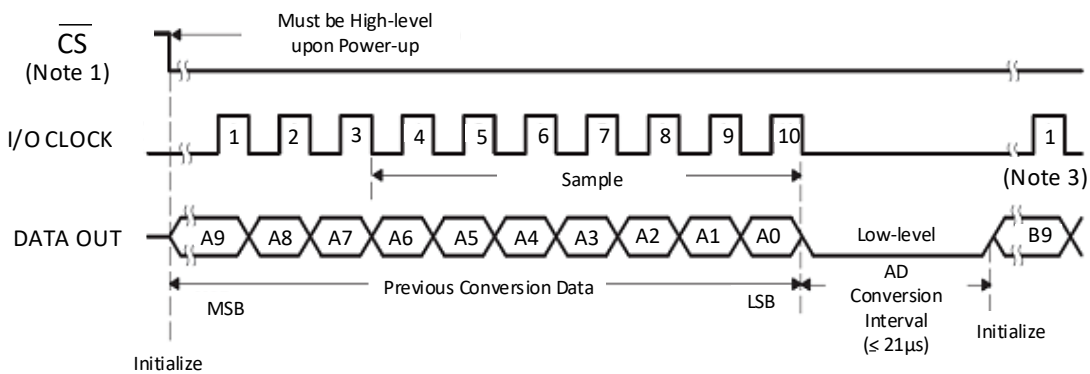 Must be High-level
upon Power-up
CS
(Note 1)
I/O CLOCK
1 2 3 4 5 6 7 8 9 10 1
Sample
(Note 3)
DATA OUT
A9 A8 A7 A6 A5 A4 A3 A2 A1 A0 Low-level B9
Previous Conversion Data
MSB
LSB
AD
Conversion
Interval
(≤ 21μs)
Initialize
Initialize